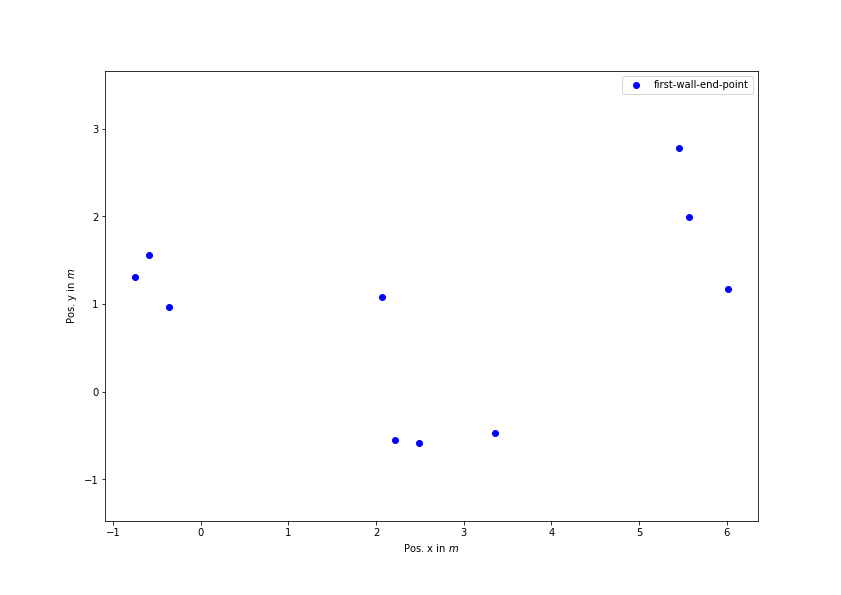 first-wall-end-point
3
2
1
0
−1
Pos. y in m
−1 0 1 2 3 4 5 6
Pos. x in m